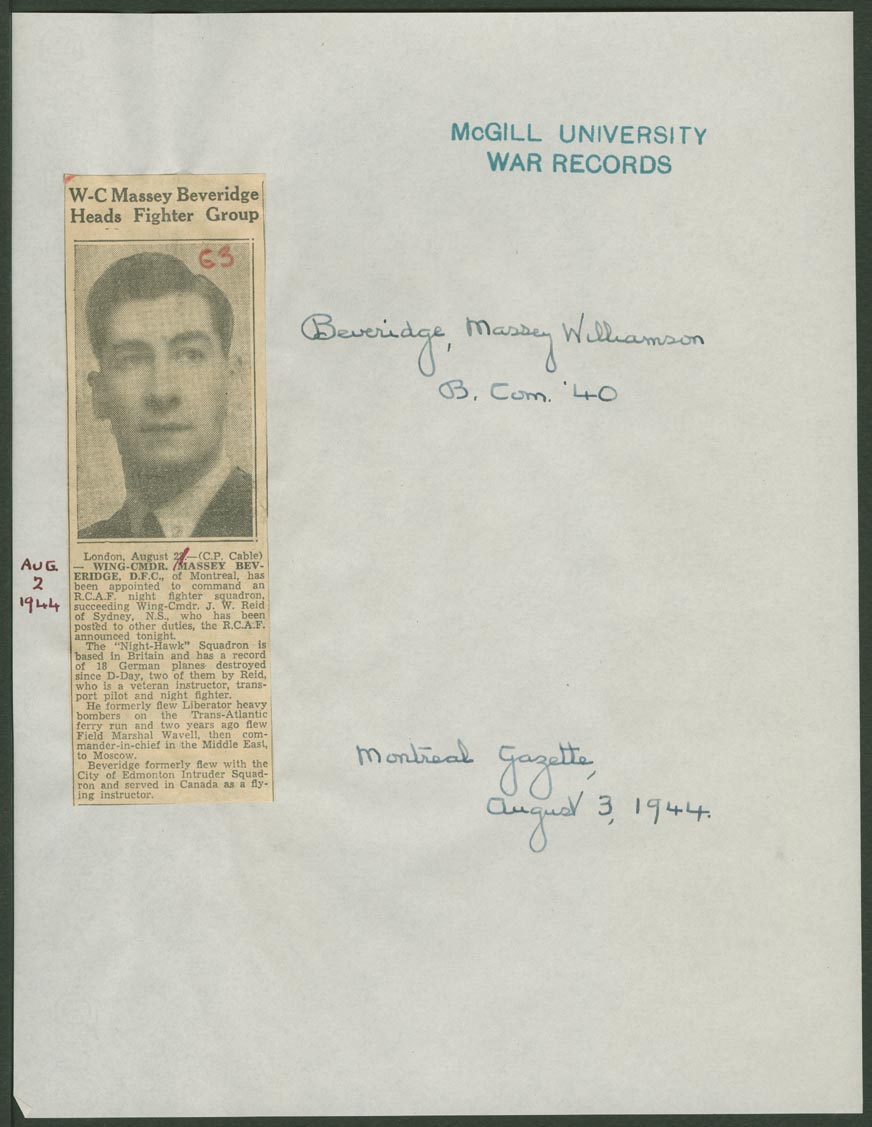 McGILL UNIVERSITY
WAR RECORDS
W-C Massey Beveridge
Heads Fighter Group
63
Beveridge, Massey Williamson
B. Com. '40
AUG.
2
1944
London, August 2—(C.P. Cable)
— WING-CMDR. MASSEY BEV-
ERIDGE, D.F.C., of Montreal, has
been appointed to command an
R.C.A.F. night fighter squadron,
succeeding Wing-Cmdr. J. W. Reid
of Sydney, N.S., who has been
posted to other duties, the R.C.A.F.
announced tonight.
The "Night-Hawk" Squadron is
based in Britain and has a record
of 18 German planes destroyed
since D-Day, two of them by Reid,
who is a veteran instructor, trans-
port pilot and night fighter.
He formerly flew Liberator heavy
bombers on the Trans-Atlantic
ferry run and two years ago flew
Field Marshal Wavell, then com-
mander-in-chief in the Middle East,
to Moscow.
Beveridge formerly flew with the
City of Edmonton Intruder Squad-
ron and served in Canada as a fly-
ing instructor.
Montreal Gazette,
August 3, 1944.